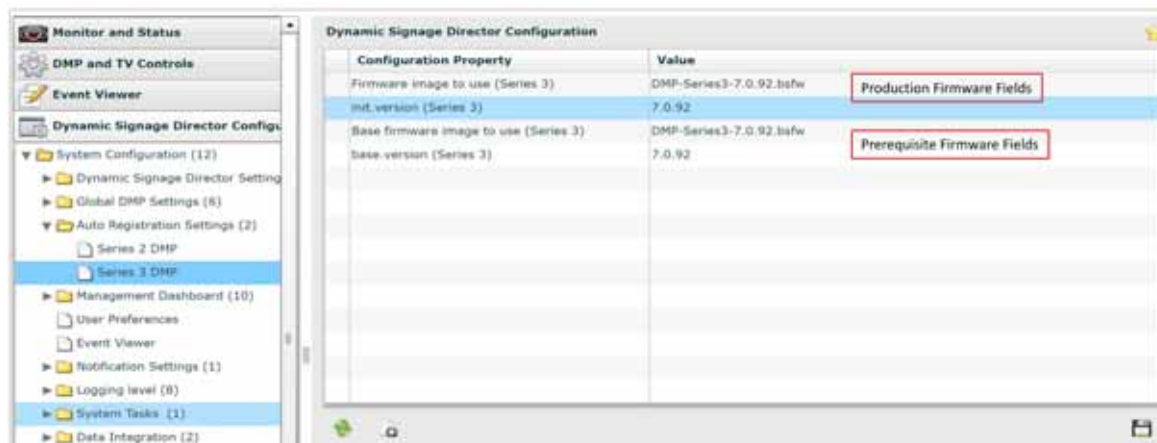 Monitor and Status
DMP and TV Controls
Event Viewer
Dynamic Signage Director Configu
System Configuration (12)
Dynamic Signage Director Setting
Global DMP Settings (6)
Auto Registration Settings (2)
Series 2 DMP
Series 3 DMP
Management Dashboard (10)
User Preferences
Event Viewer
Notification Settings (1)
Logging level (8)
System Tasks (1)
Data Integration (2)
Dynamic Signage Director Configuration
Configuration Property Value
Firmware image to use (Series 3) DMP-Series3-7.0.92.bsfw
Production Firmware Fields
init.version (Series 3) 7.0.92
Base firmware image to use (Series 3) DMP-Series3-7.0.92.bsfw
Prerequisite Firmware Fields
base.version (Series 3) 7.0.92